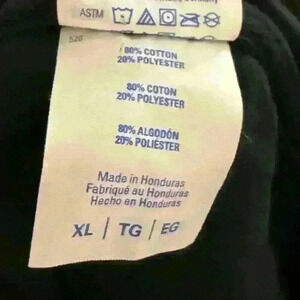 ASTM
520
80% COTTON
20% POLYESTER
80% COTTON
20% POLYESTER
80% ALGODÓN
20% POLIÉSTER
Made in Honduras
Fabriqué au Honduras
Hecho en Honduras
XL / TG / EG